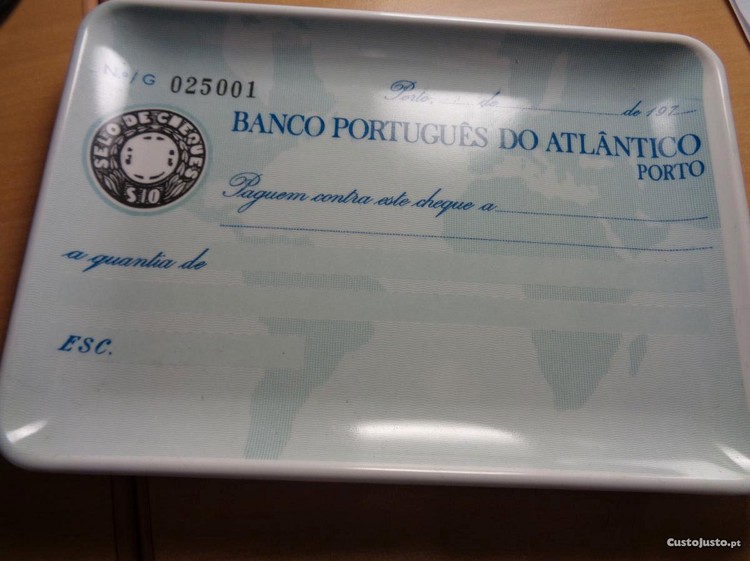 N.o/G 025001
Porto, de de 197
SELO DE CHEQUES
$10
BANCO PORTUGUÊS DO ATLÂNTICO
PORTO
Paguem contra este cheque a
a quantia de
ESC.
CustoJusto.pt